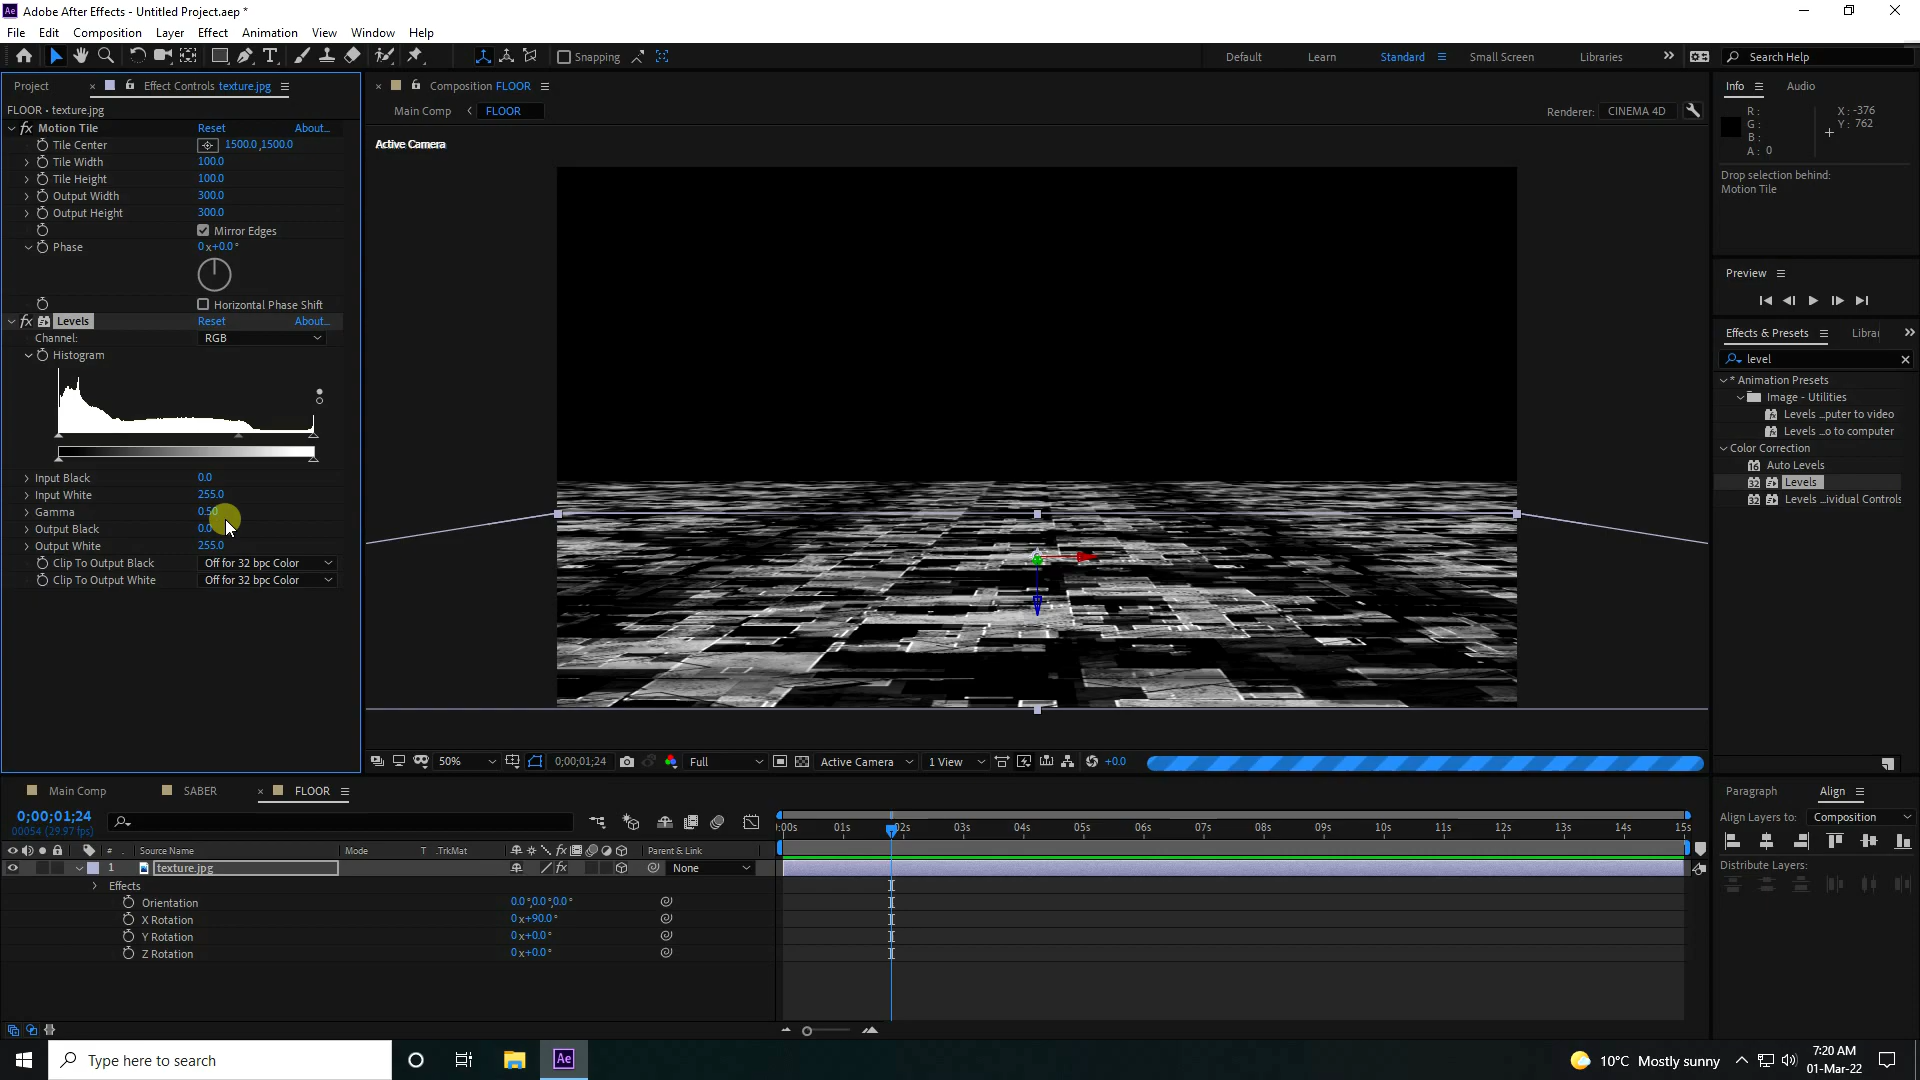 Adobe After Effects - Untitled Project.aep *
File Edit Composition Layer Effect Animation View Window Help
Snapping Default Learn Standard Small Screen Libraries Search Help
Project Effect Controls texture.jpg
FLOOR • texture.jpg
Motion Tile Reset About...
Tile Center 1500.0,1500.0
Tile Width 100.0
Tile Height 100.0
Output Width 300.0
Output Height 300.0
Mirror Edges
Phase 0x+0.0°
Horizontal Phase Shift
Levels Reset About...
Channel: RGB
Histogram
Input Black 0.0
Input White 255.0
Gamma 0.50
Output Black 0.0
Output White 255.0
Clip To Output Black Off for 32 bpc Color
Clip To Output White Off for 32 bpc Color
Composition FLOOR
Main Comp FLOOR
Renderer: CINEMA 4D
Active Camera
50% 0;00;01;24 Full Active Camera 1 View +0.0
Info Audio
R: X: -376
G: Y: 762
B:
A: 0
Drop selection behind:
Motion Tile
Preview
Effects & Presets Librar
level
* Animation Presets
Image - Utilities
Levels ...puter to video
Levels ...o to computer
Color Correction
Auto Levels
Levels
Levels ...ividual Controls
Main Comp SABER FLOOR
0;00;01;24
00054 (29.97 fps)
# Source Name Mode T .TrkMat Parent & Link
1 texture.jpg None
Effects
Orientation 0.0°,0.0°,0.0°
X Rotation 0x+90.0°
Y Rotation 0x+0.0°
Z Rotation 0x+0.0°
:00s 01s 02s 03s 04s 05s 06s 07s 08s 09s 10s 11s 12s 13s 14s 15s
Paragraph Align
Align Layers to: Composition
Distribute Layers:
Type here to search
Ae
10°C Mostly sunny
7:20 AM
01-Mar-22